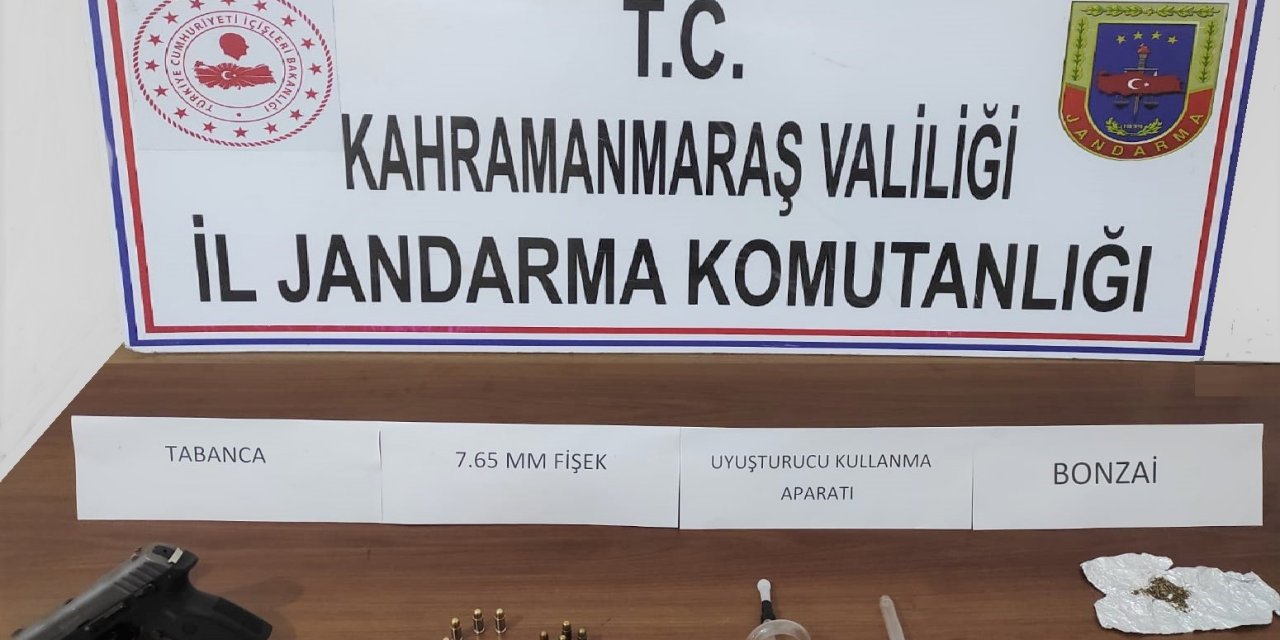 T.C.
KAHRAMANMARAŞ VALİLİĞİ
İL JANDARMA KOMUTANLIĞI
TÜRKİYE CUMHURİYETİ İÇİŞLERİ BAKANLIĞI
JANDARMA
TABANCA
7.65 MM FİŞEK
UYUŞTURUCU KULLANMA
APARATI
BONZAİ